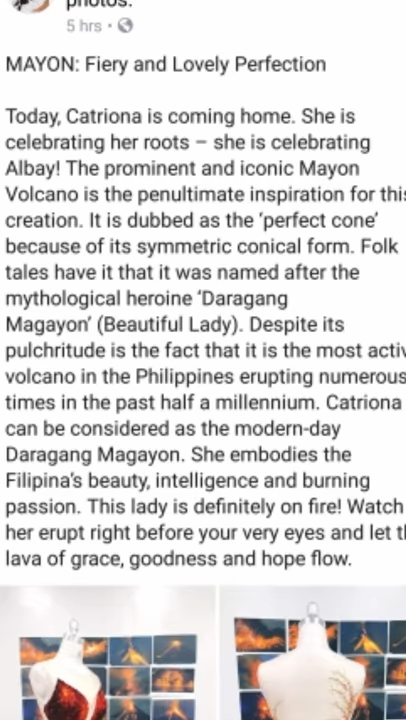 photos.
5 hrs •
MAYON: Fiery and Lovely Perfection
Today, Catriona is coming home. She is
celebrating her roots – she is celebrating
Albay! The prominent and iconic Mayon
Volcano is the penultimate inspiration for this
creation. It is dubbed as the ‘perfect cone’
because of its symmetric conical form. Folk
tales have it that it was named after the
mythological heroine ‘Daragang
Magayon’ (Beautiful Lady). Despite its
pulchritude is the fact that it is the most activ
volcano in the Philippines erupting numerous
times in the past half a millennium. Catriona
can be considered as the modern-day
Daragang Magayon. She embodies the
Filipina’s beauty, intelligence and burning
passion. This lady is definitely on fire! Watch
her erupt right before your very eyes and let th
lava of grace, goodness and hope flow.